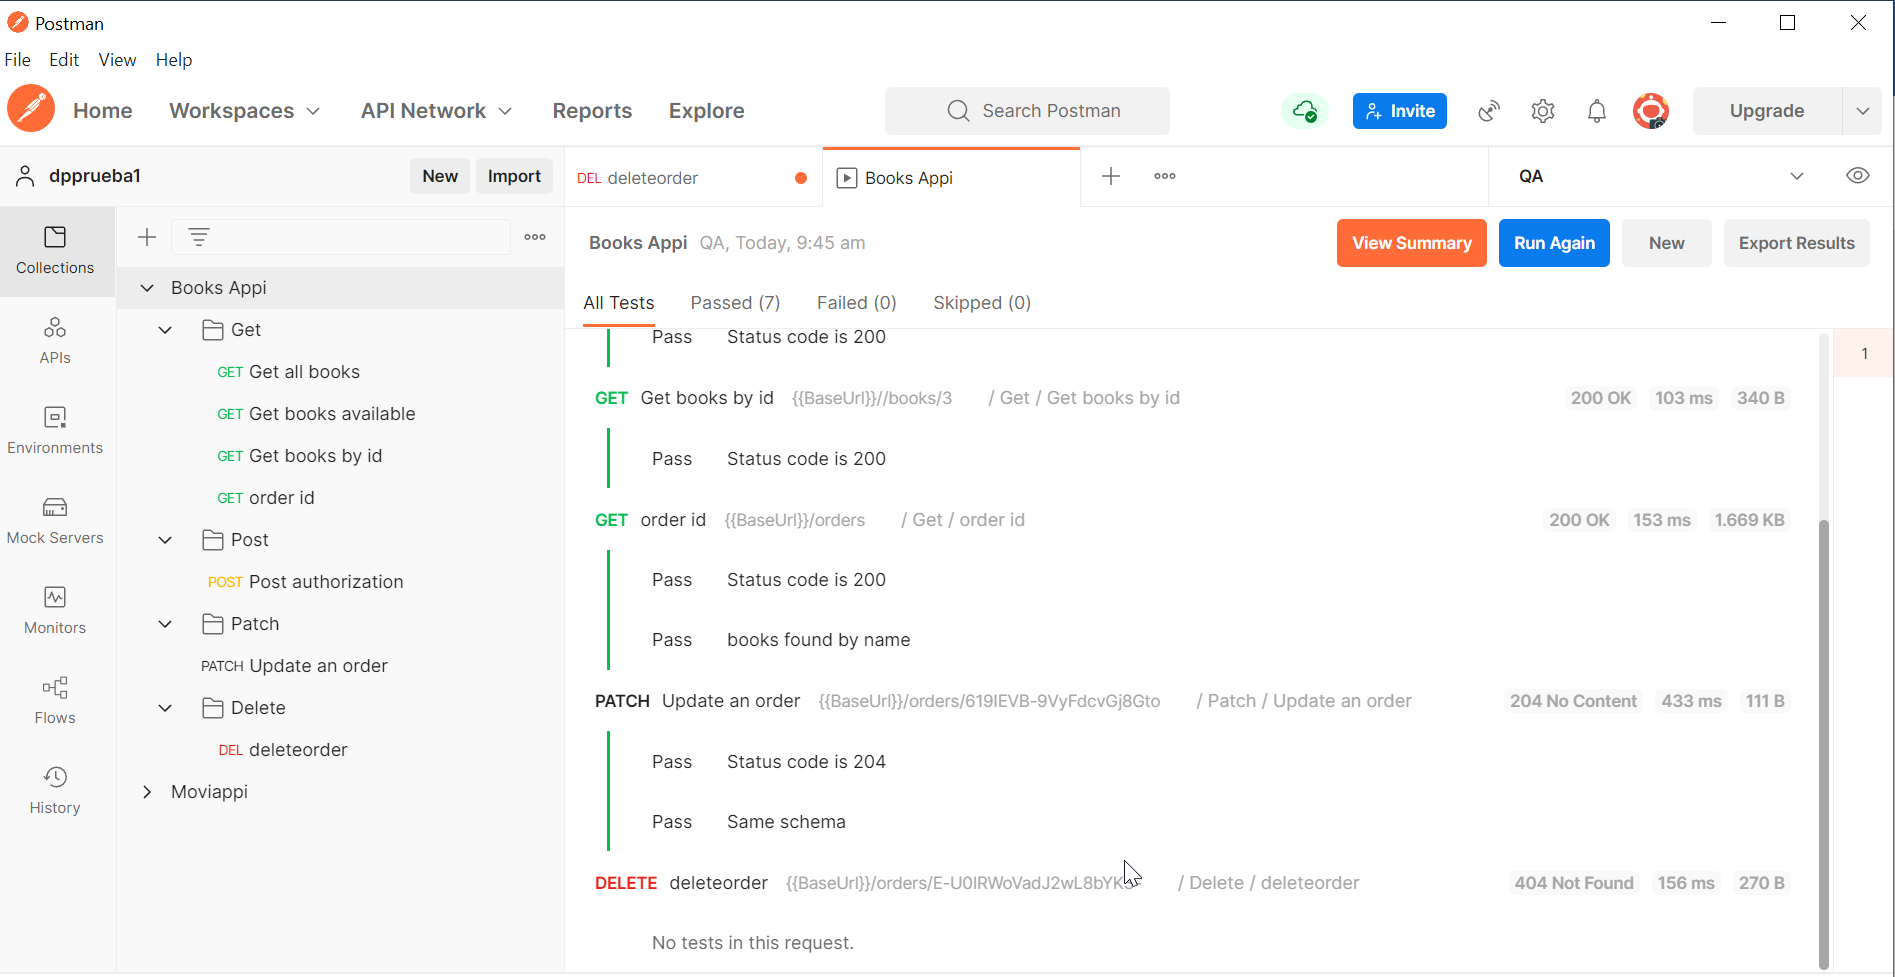 Postman
File Edit View Help
Home Workspaces API Network Reports Explore Search Postman Invite Upgrade
dpprueba1 New Import DEL deleteorder Books Appi QA
Collections
APIs
Environments
Mock Servers
Monitors
Flows
History
Books Appi
Get
GET Get all books
GET Get books available
GET Get books by id
GET order id
Post
POST Post authorization
Patch
PATCH Update an order
Delete
DEL deleteorder
Moviappi
Books Appi QA, Today, 9:45 am View Summary Run Again New Export Results
All Tests Passed (7) Failed (0) Skipped (0)
Pass Status code is 200
1
GET Get books by id {{BaseUrl}}//books/3 / Get / Get books by id 200 OK 103 ms 340 B
Pass Status code is 200
GET order id {{BaseUrl}}/orders / Get / order id 200 OK 153 ms 1.669 KB
Pass Status code is 200
Pass books found by name
PATCH Update an order {{BaseUrl}}/orders/619IEVB-9VyFdcvGj8Gto / Patch / Update an order 204 No Content 433 ms 111 B
Pass Status code is 204
Pass Same schema
DELETE deleteorder {{BaseUrl}}/orders/ / Delete / deleteorder 404 Not Found 156 ms 270 B
No tests in this request.